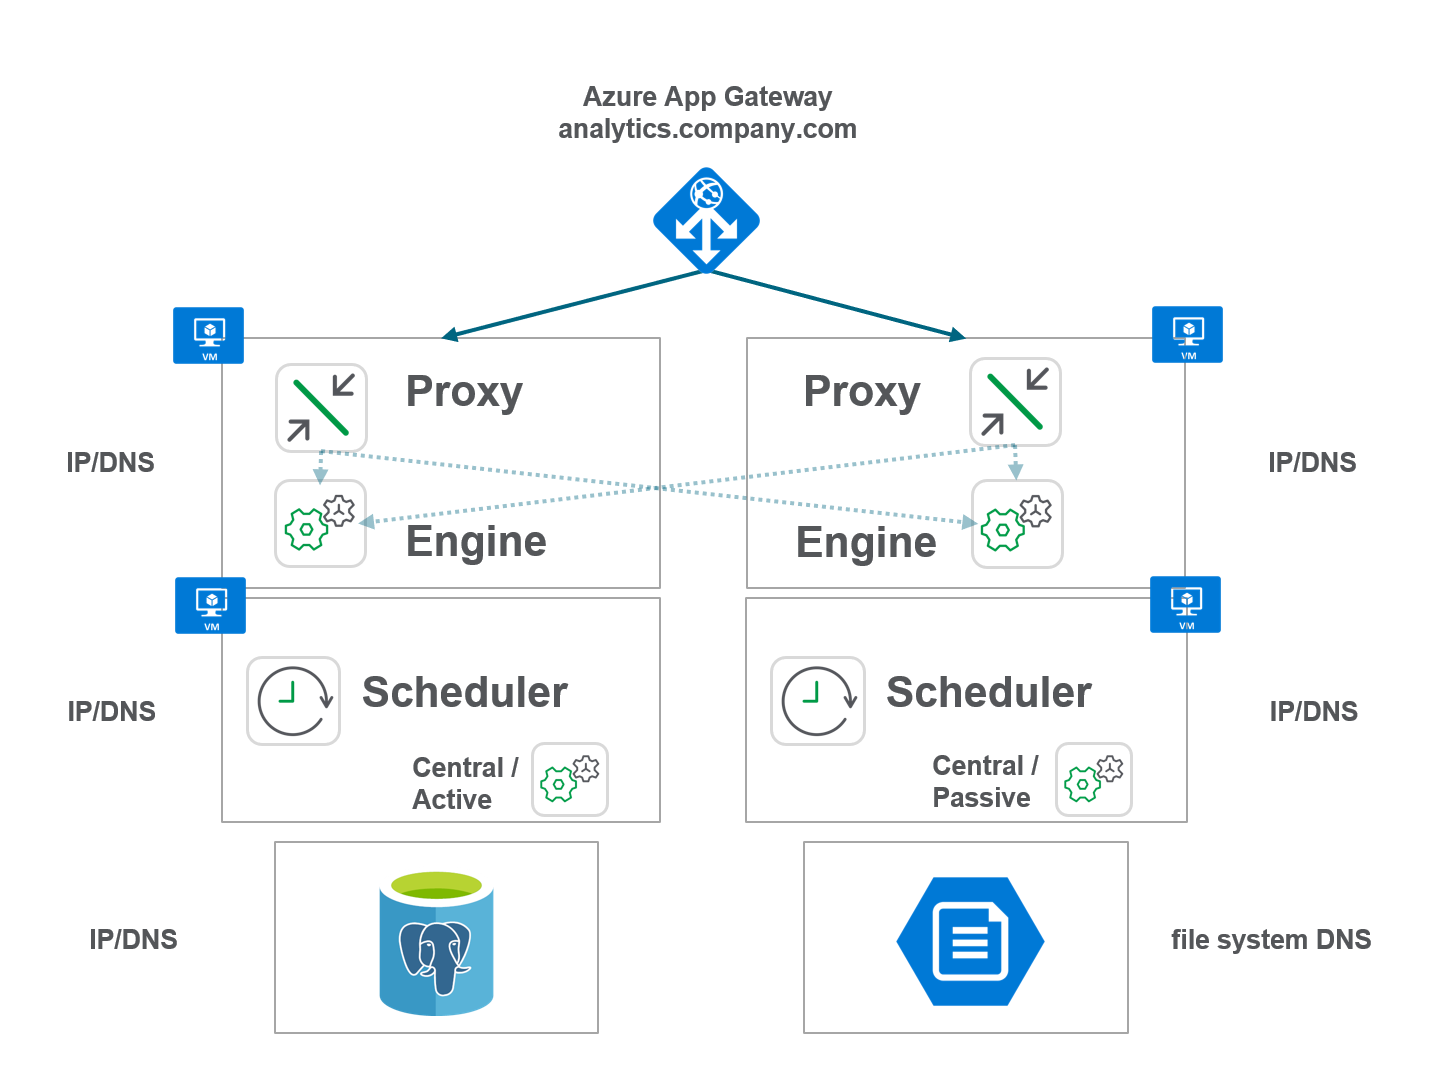 Azure App Gateway
analytics.company.com
VM
VM
Proxy
Proxy
IP/DNS
IP/DNS
Engine
Engine
VM
VM
Scheduler
Scheduler
IP/DNS
IP/DNS
Central /
Active
Central /
Passive
IP/DNS
file system DNS